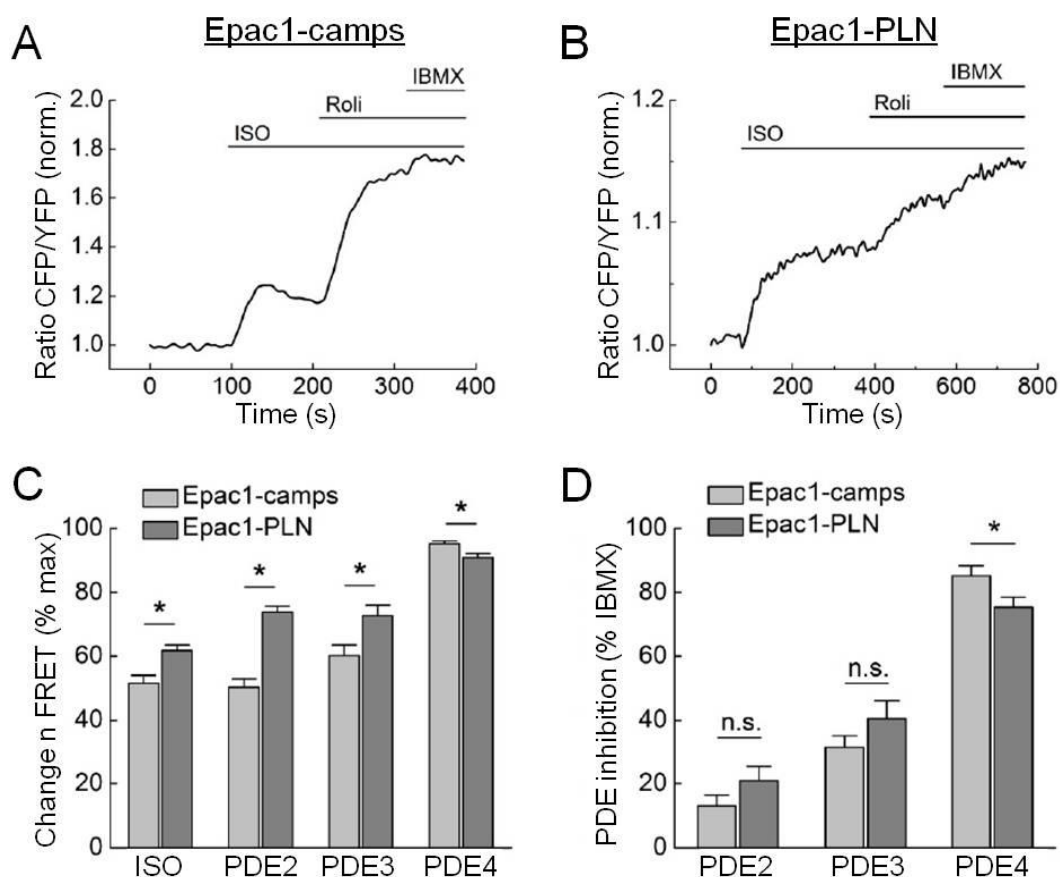 A
Epac1-camps
IBMX
Roli
ISO
2.0
1.8
1.6
1.4
1.2
1.0
Ratio CFP/YFP (norm.)
0 100 200 300 400
Time (s)
B
Epac1-PLN
IBMX
Roli
ISO
1.2
1.1
1.0
Ratio CFP/YFP (norm.)
0 200 400 600 800
Time (s)
C
Epac1-camps
Epac1-PLN
100
80
60
40
20
0
Change n FRET (% max)
* * * *
ISO PDE2 PDE3 PDE4
D
Epac1-camps
Epac1-PLN
100
80
60
40
20
0
PDE inhibition (% IBMX)
n.s. n.s. *
PDE2 PDE3 PDE4